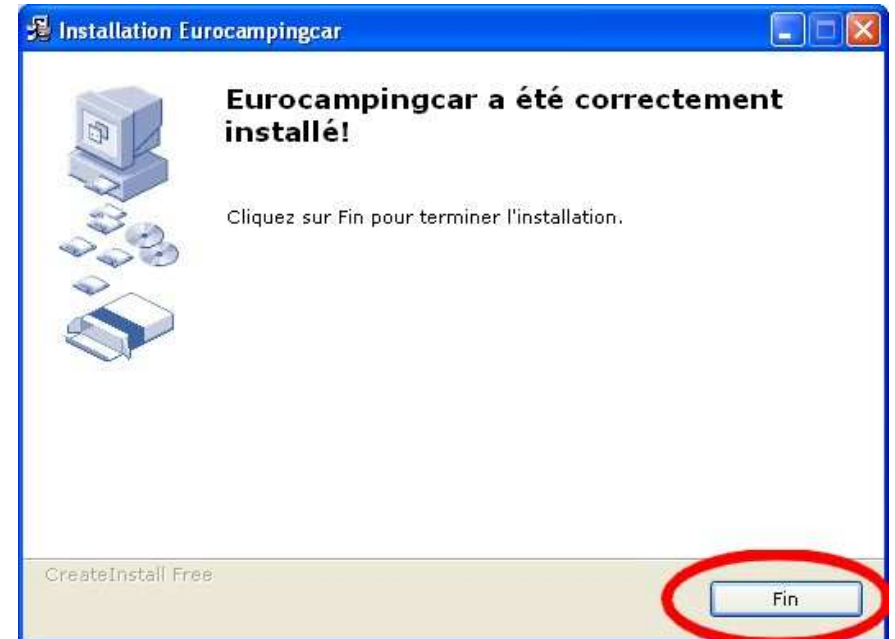 Installation Eurocampingcar
Eurocampingcar a été correctement
installé!
Cliquez sur Fin pour terminer l'installation.
CreateInstall Free
Fin